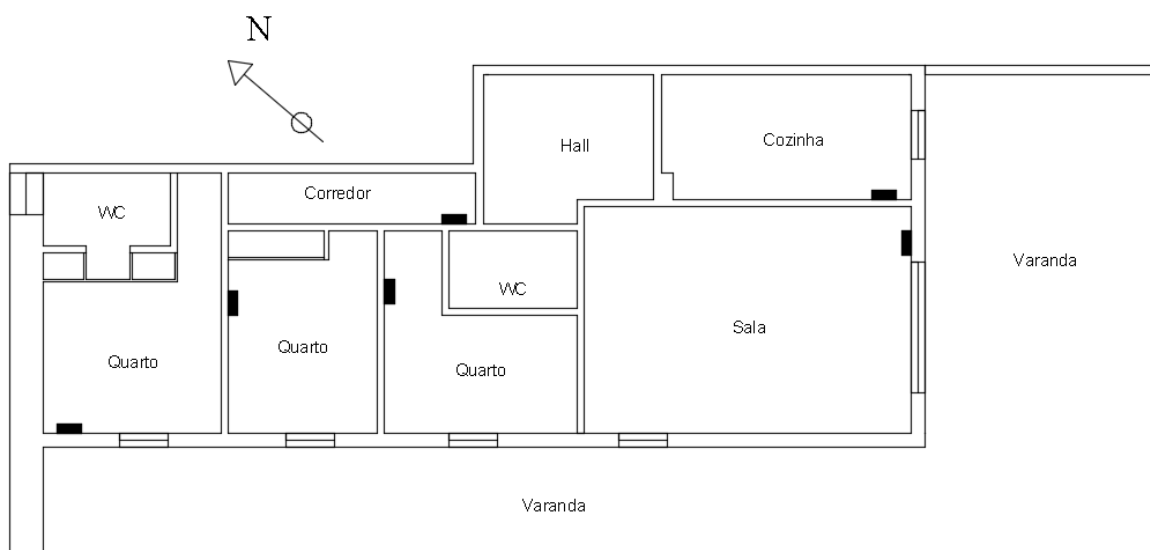 N
Hall
Cozinha
WC
Corredor
Varanda
WC
Sala
Quarto
Quarto
Quarto
Varanda